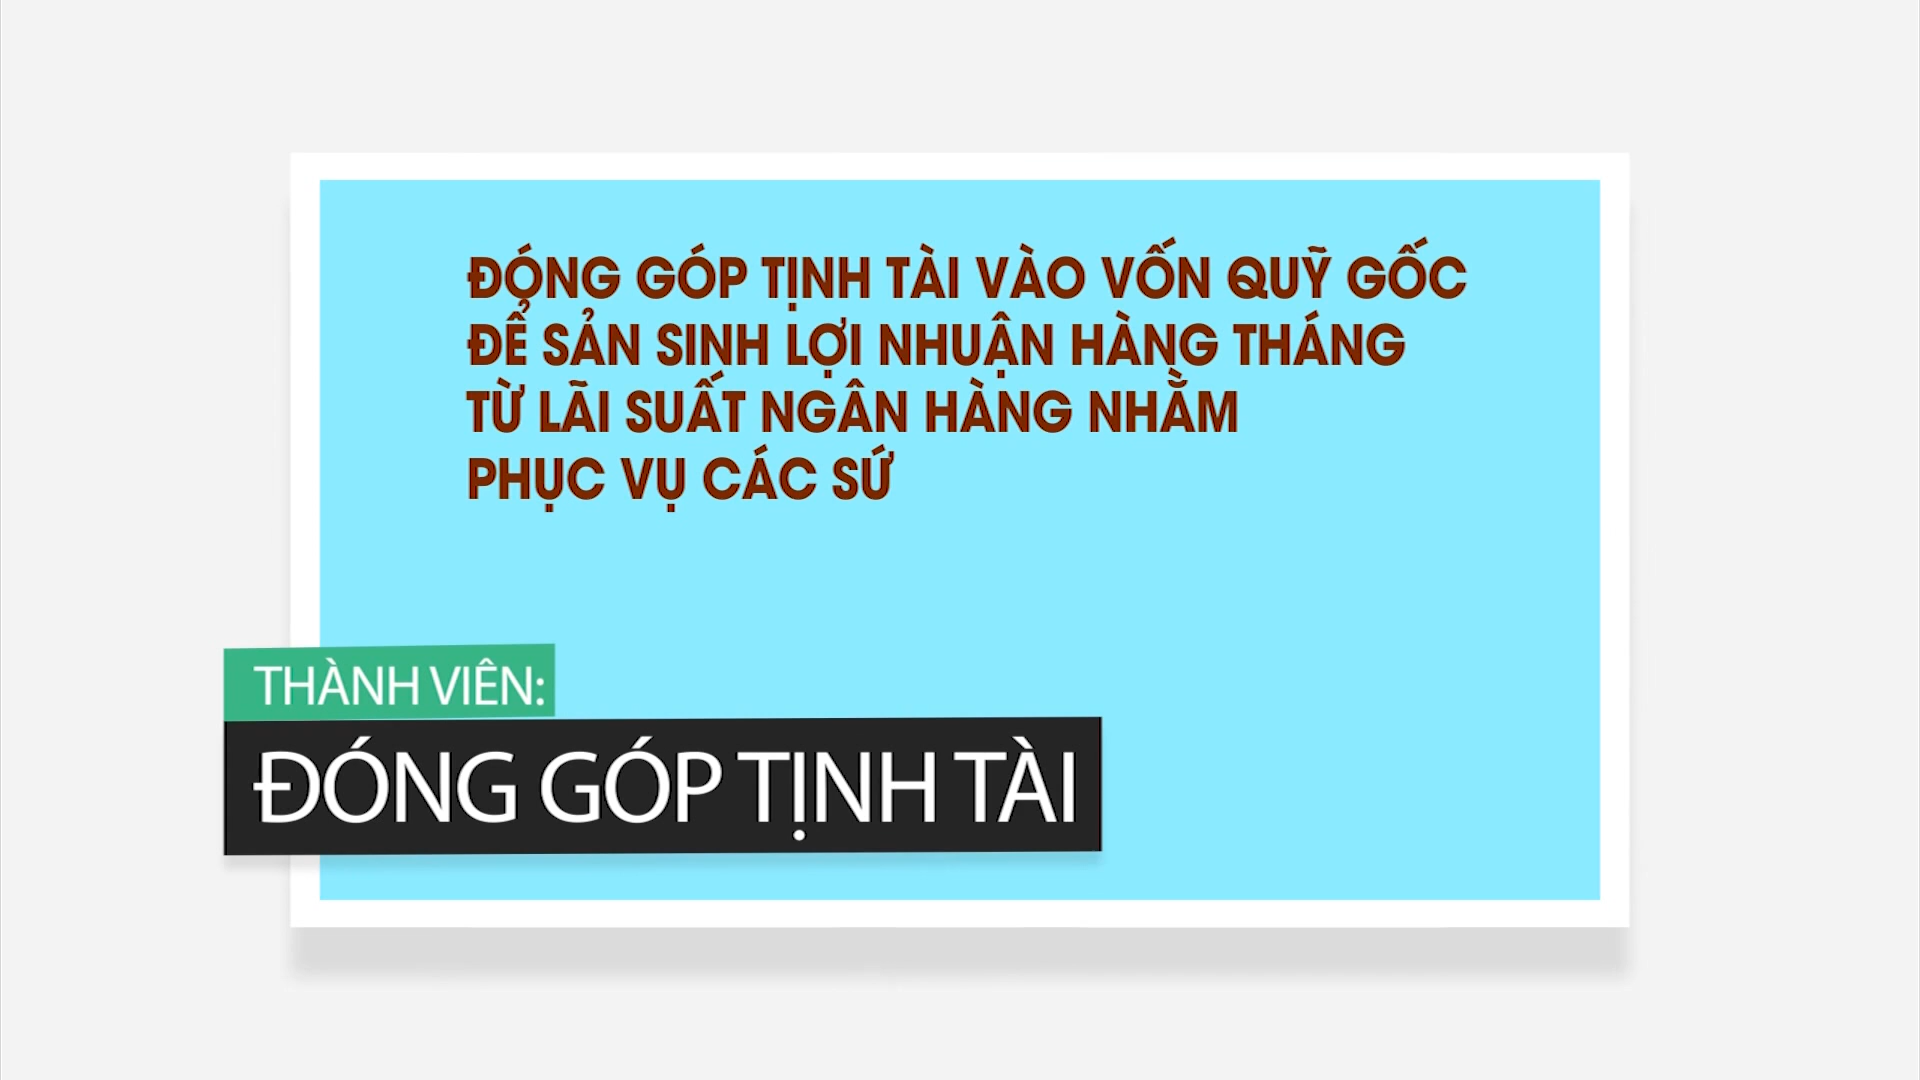 ĐÓNG GÓP TỊNH TÀI VÀO VỐN QUỸ GỐC
ĐỂ SẢN SINH LỢI NHUẬN HÀNG THÁNG
TỪ LÃI SUẤT NGÂN HÀNG NHẰM
PHỤC VỤ CÁC SỨ
THÀNH VIÊN:
ĐÓNG GÓP TỊNH TÀI